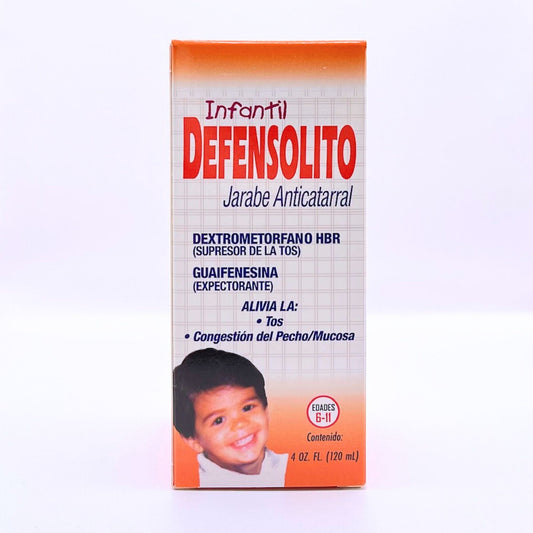 Infantil
DEFENSOLITO
Jarabe Anticatarral
DEXTROMETORFANO HBR
(SUPRESOR DE LA TOS)
GUAIFENESINA
(EXPECTORANTE)
ALIVIA LA:
• Tos
• Congestión del Pecho/Mucosa
EDADES
6-11
Contenido:
4 OZ. FL. (120 mL)